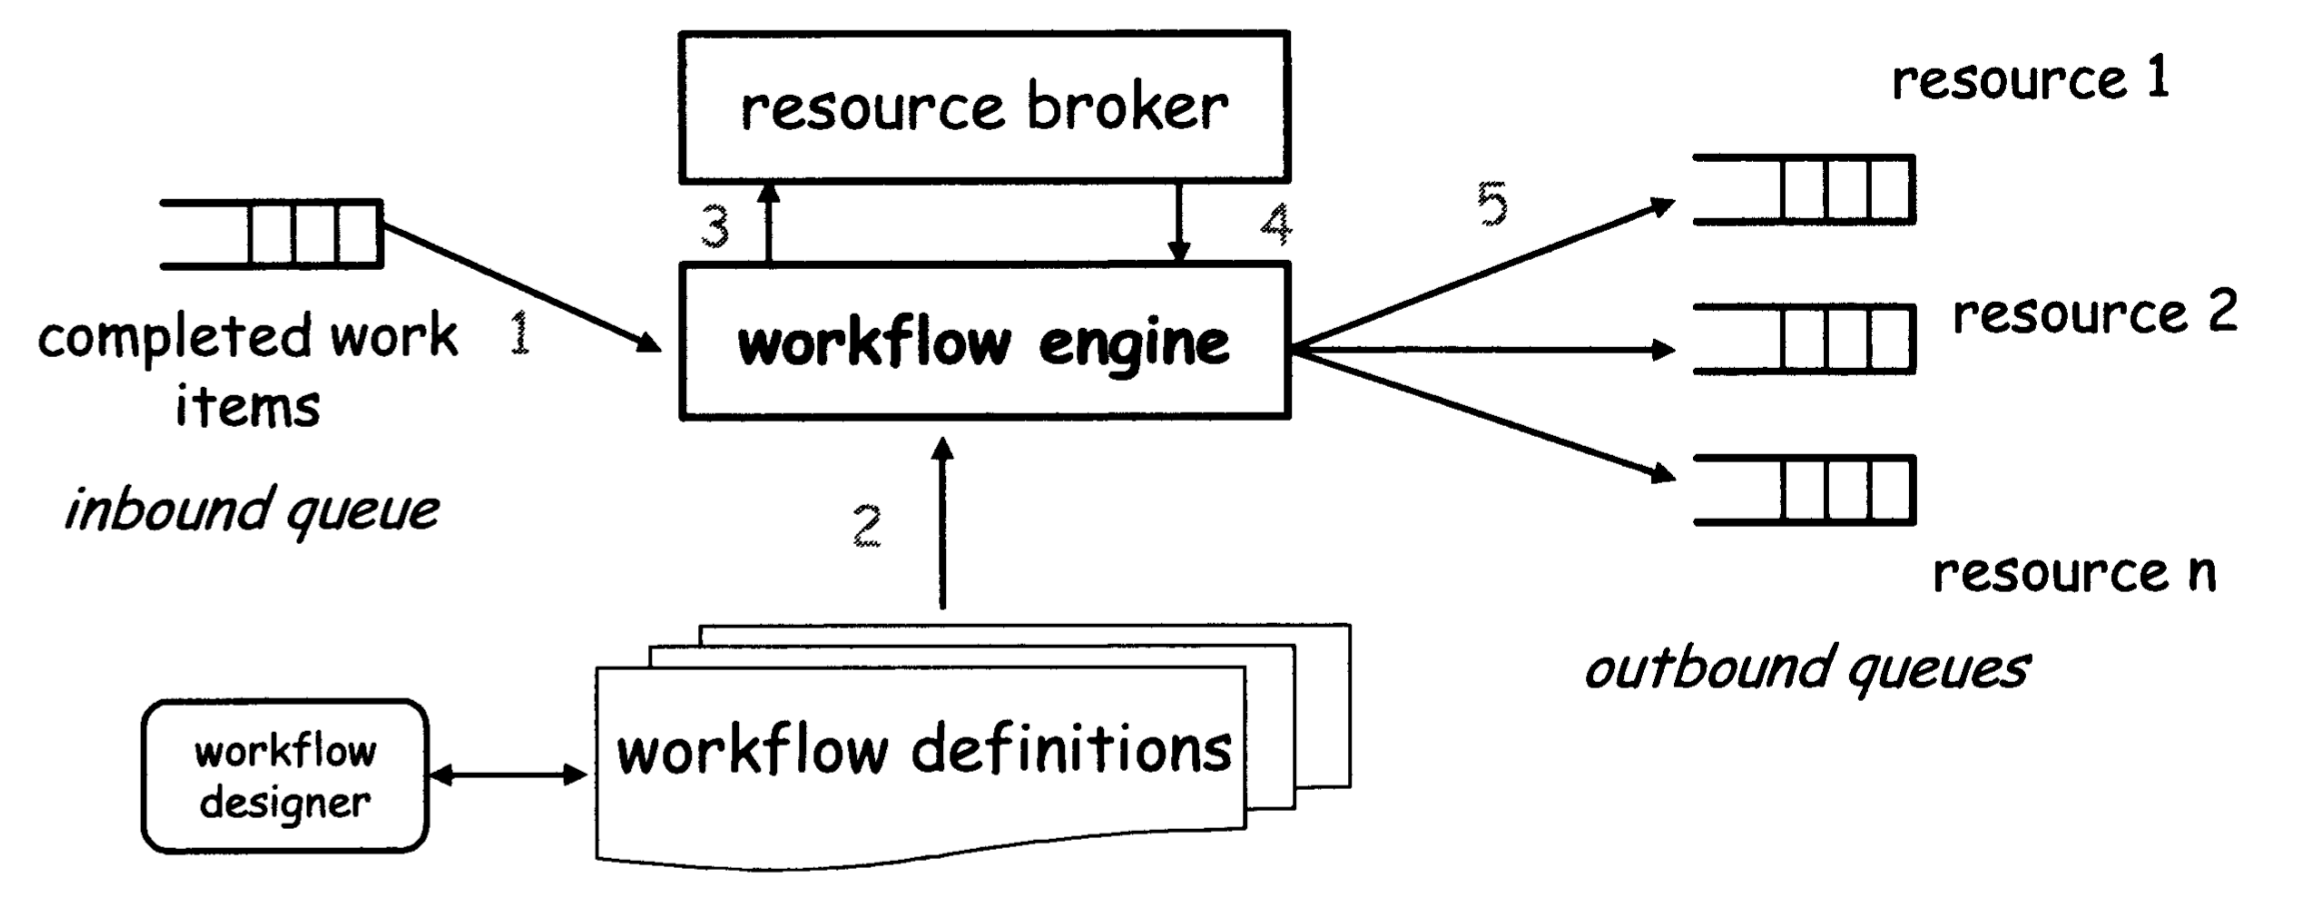 resource broker
resource 1
3
4
5
completed work
items
1
workflow engine
resource 2
inbound queue
2
resource n
outbound queues
workflow
designer
workflow definitions